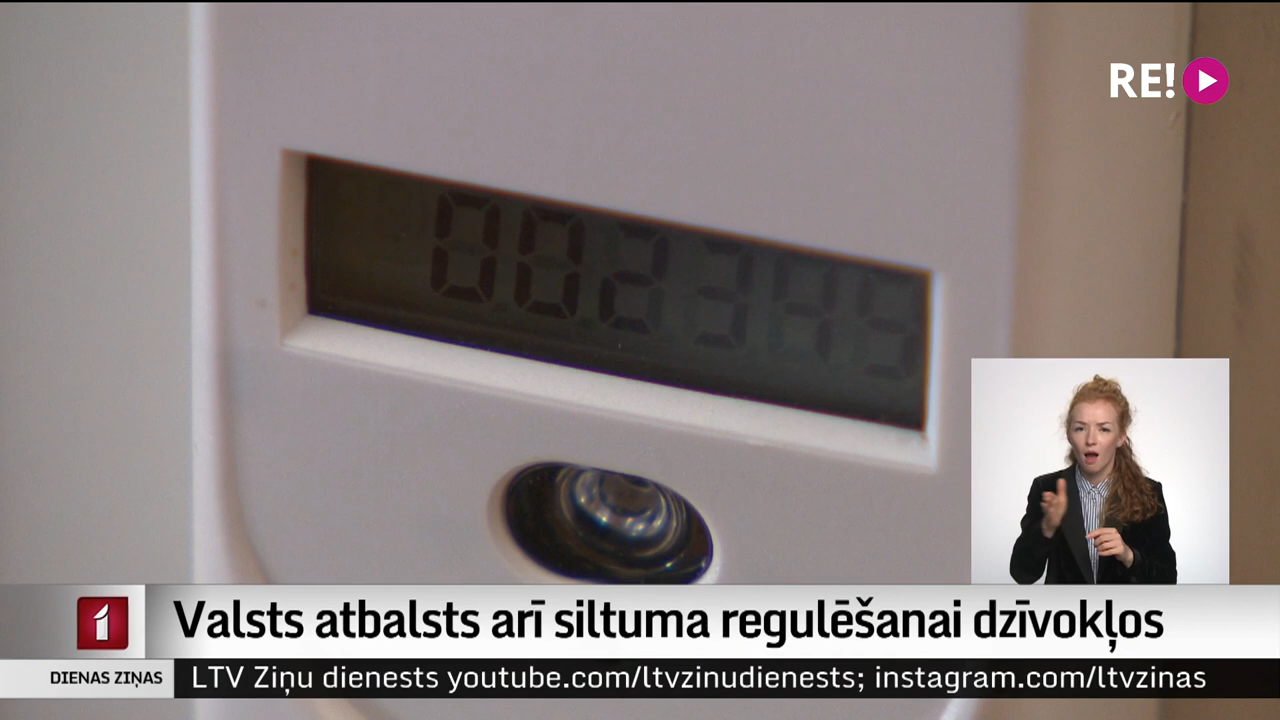 RE!
002345
1
Valsts atbalsts arī siltuma regulēšanai dzīvokļos
DIENAS ZIŅAS
LTV Ziņu dienests youtube.com/ltvzinudienests; instagram.com/ltvzinas